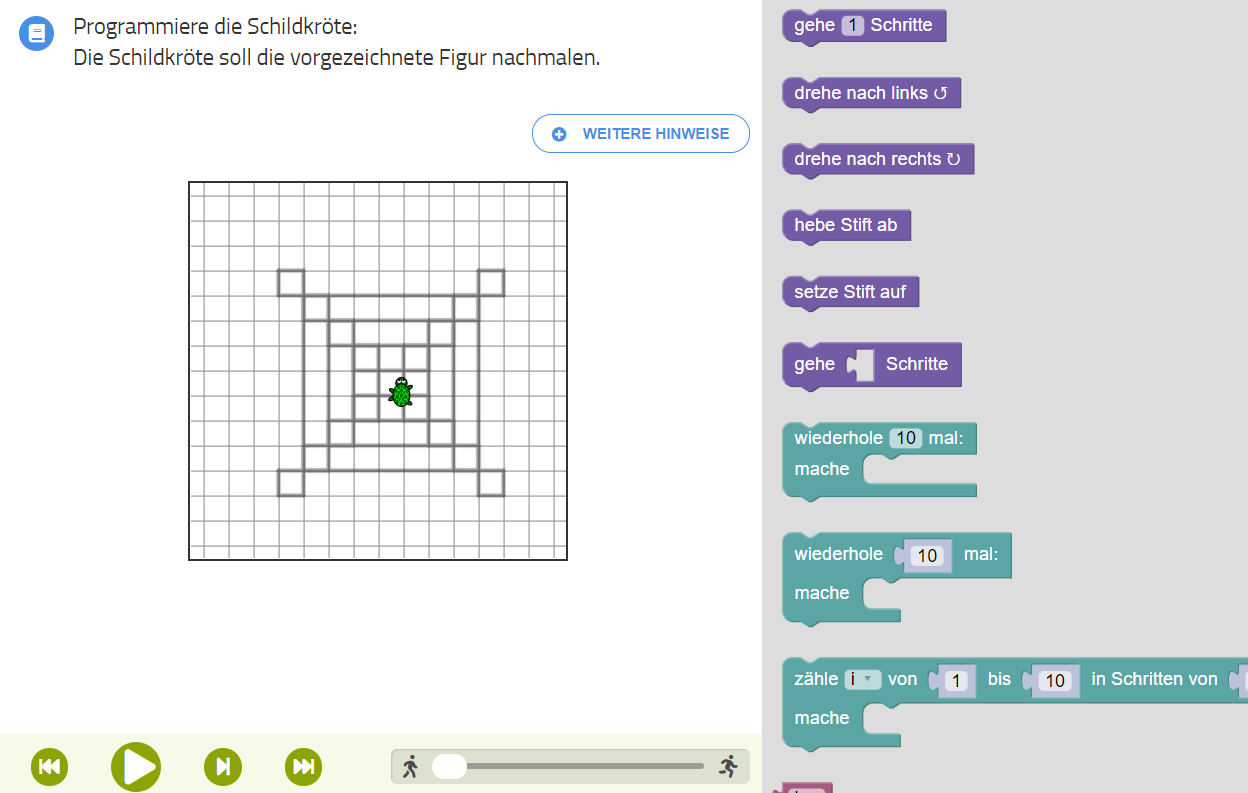 Programmiere die Schildkröte:
Die Schildkröte soll die vorgezeichnete Figur nachmalen.
WEITERE HINWEISE
gehe 1 Schritte
drehe nach links ↺
drehe nach rechts ↻
hebe Stift ab
setze Stift auf
gehe Schritte
wiederhole 10 mal:
mache
wiederhole 10 mal:
mache
zähle i von 1 bis 10 in Schritten von
mache